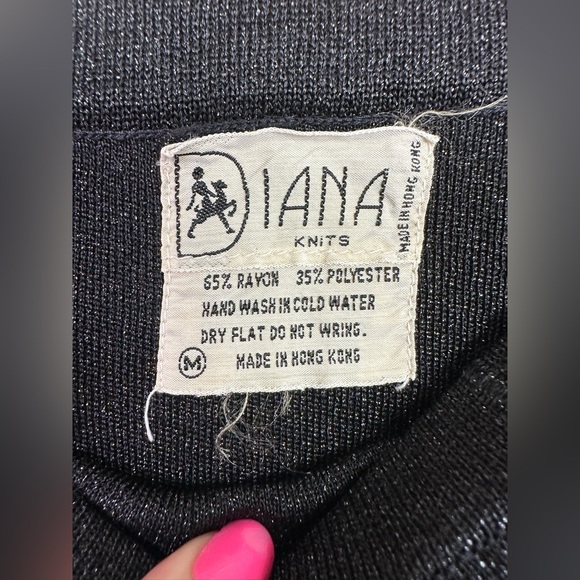 DIANA
KNITS
MADE IN HONG KONG
65% RAYON 35% POLYESTER
HAND WASH IN COLD WATER
DRY FLAT DO NOT WRING.
M MADE IN HONG KONG